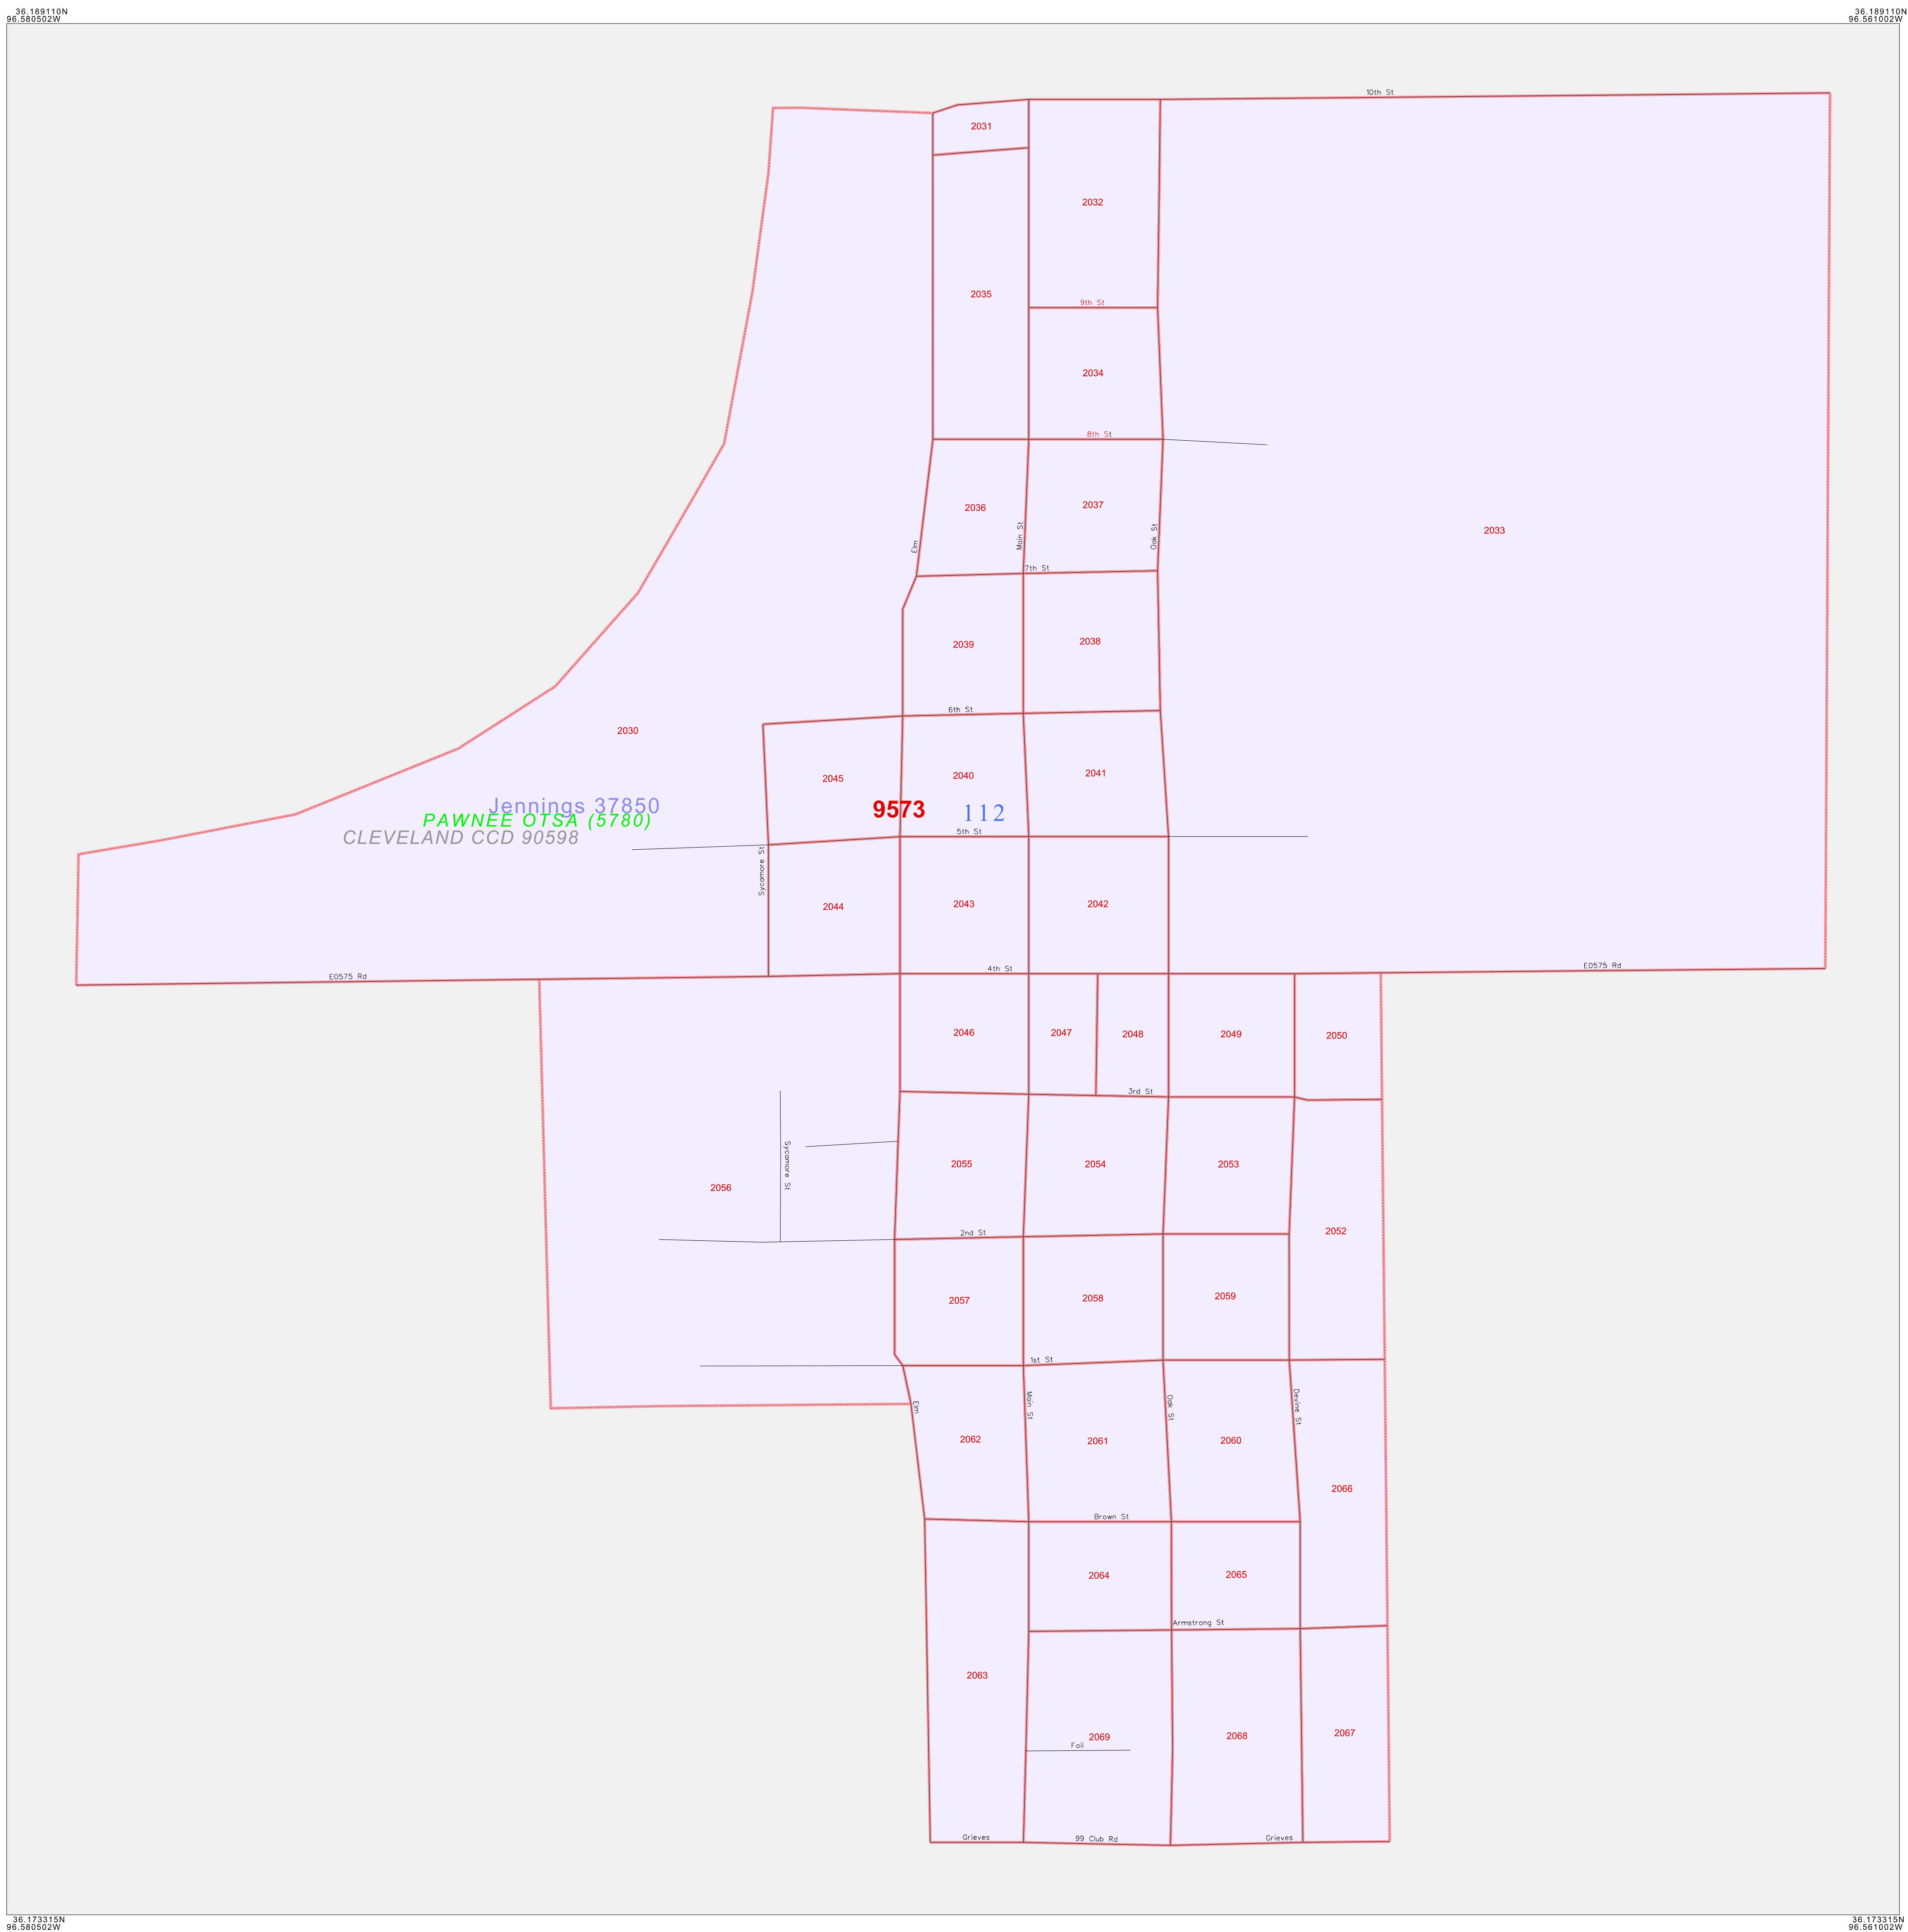 36.189110N
96.580502W
36.189110N
96.561002W
10th St
2031
2032
2035
9th St
2034
8th St
2036
2037
2033
Elm
Main St
Oak St
7th St
2039
2038
6th St
2030
2045
2040
2041
Jennings 37850
9573
112
PAWNEE OTSA (5780)
CLEVELAND CCD 90598
5th St
Sycamore St
2044
2043
2042
E0575 Rd
4th St
E0575 Rd
2046
2047
2048
2049
2050
3rd St
Sycamore St
2055
2054
2053
2056
2052
2nd St
2057
2058
2059
1st St
Elm
Main St
Oak St
Devine St
2062
2061
2060
2066
Brown St
2064
2065
Armstrong St
2063
2069
2068
2067
Foil
Grieves
99 Club Rd
Grieves
36.173315N
96.580502W
36.173315N
96.561002W